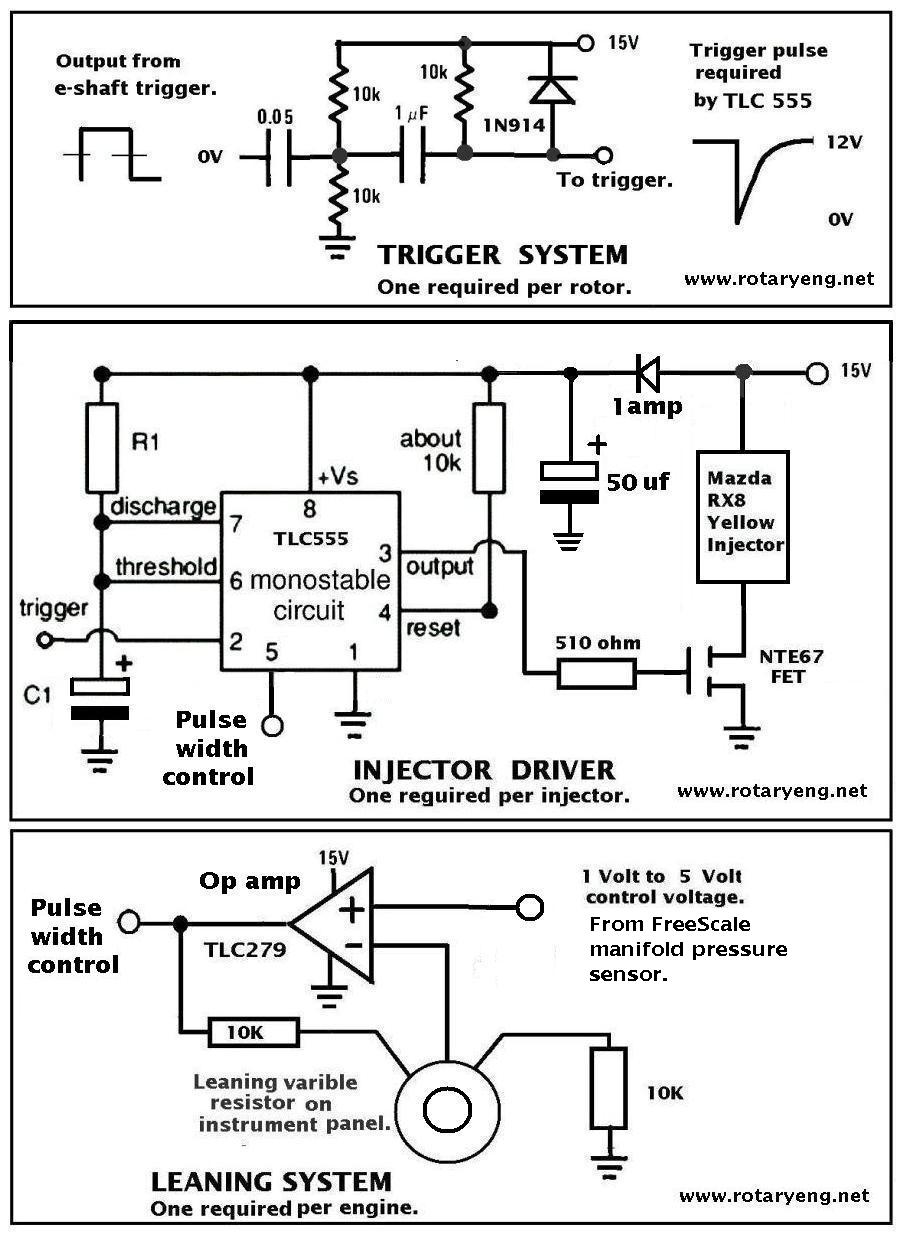 Output from
e-shaft trigger.
0V
0.05
10k
10k
1 µF
10k
1N914
15V
To trigger.
Trigger pulse
required
by TLC 555
12V
0V
TRIGGER SYSTEM
One required per rotor.
www.rotaryeng.net
15V
1amp
R1
about
10k
+
50 uf
+Vs
8
discharge
7
TLC555
Mazda
RX8
Yellow
Injector
threshold
6
monostable
circuit
3
output
4
reset
trigger
2
5
1
510 ohm
NTE67
FET
+
C1
Pulse
width
control
INJECTOR DRIVER
One reguired per injector.
www.rotaryeng.net
15V
Op amp
+
-
TLC279
Pulse
width
control
1 Volt to 5 Volt
control voltage.
From FreeScale
manifold pressure
sensor.
10K
10K
Leaning varible
resistor on
instrument panel.
LEANING SYSTEM
One required per engine.
www.rotaryeng.net